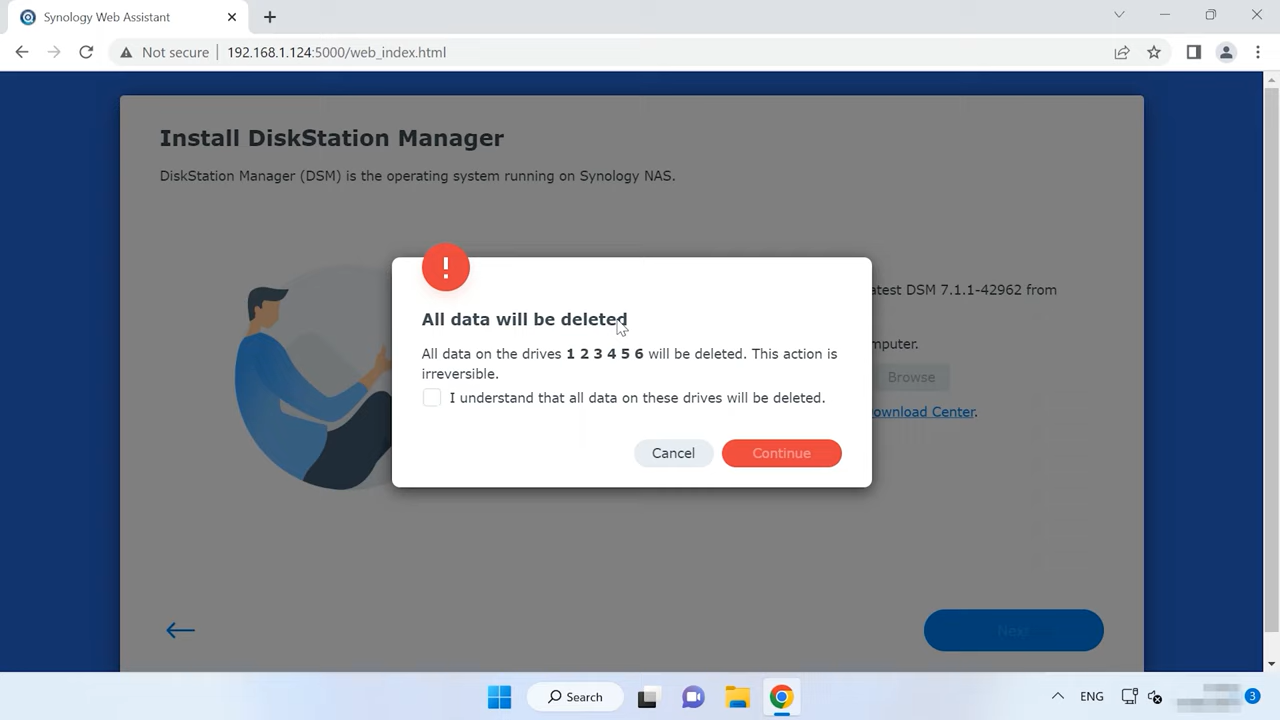 Synology Web Assistant
Not secure
192.168.1.124:5000/web_index.html
Install DiskStation Manager
DiskStation Manager (DSM) is the operating system running on Synology NAS.
!
atest DSM 7.1.1-42962 from
All data will be deleted
All data on the drives 1 2 3 4 5 6 will be deleted. This action is
irreversible.
mputer.
Browse
I understand that all data on these drives will be deleted.
ownload Center.
Cancel
Continue
Next
Search
ENG
3